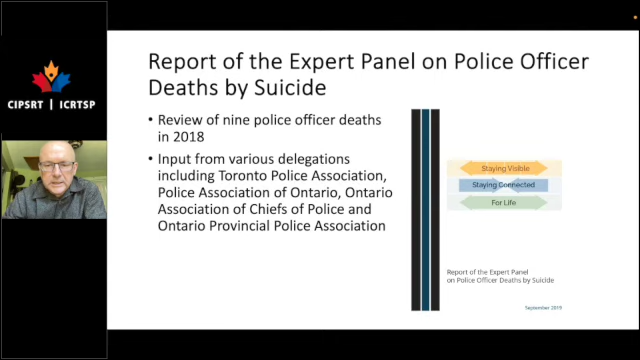 CIPSRT | ICRTSP
Report of the Expert Panel on Police Officer
Deaths by Suicide
• Review of nine police officer deaths
in 2018
• Input from various delegations
including Toronto Police Association,
Police Association of Ontario, Ontario
Association of Chiefs of Police and
Ontario Provincial Police Association
Staying Visible
Staying Connected
For Life
Report of the Expert Panel
on Police Officer Deaths by Suicide
September 2019